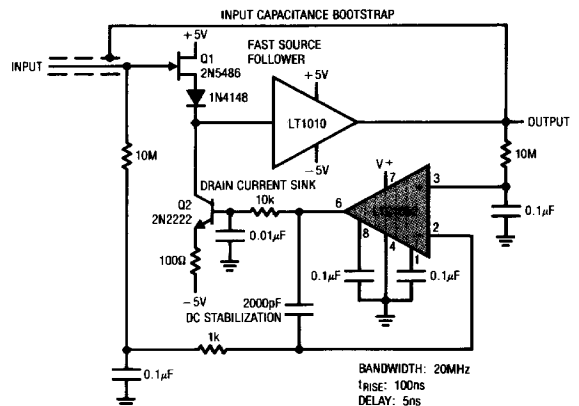 INPUT CAPACITANCE BOOTSTRAP
+5V
INPUT
Q1
2N5486
FAST SOURCE
FOLLOWER
1N4148
+5V
LT1010
-5V
OUTPUT
10M
10M
DRAIN CURRENT SINK
Q2
2N2222
10k
0.01µF
100Ω
-5V
V+
7
3
6
8
4
1
2
0.1µF
0.1µF
0.1µF
2000pF
DC STABILIZATION
1k
0.1µF
BANDWIDTH: 20MHz
tRISE: 100ns
DELAY: 5ns